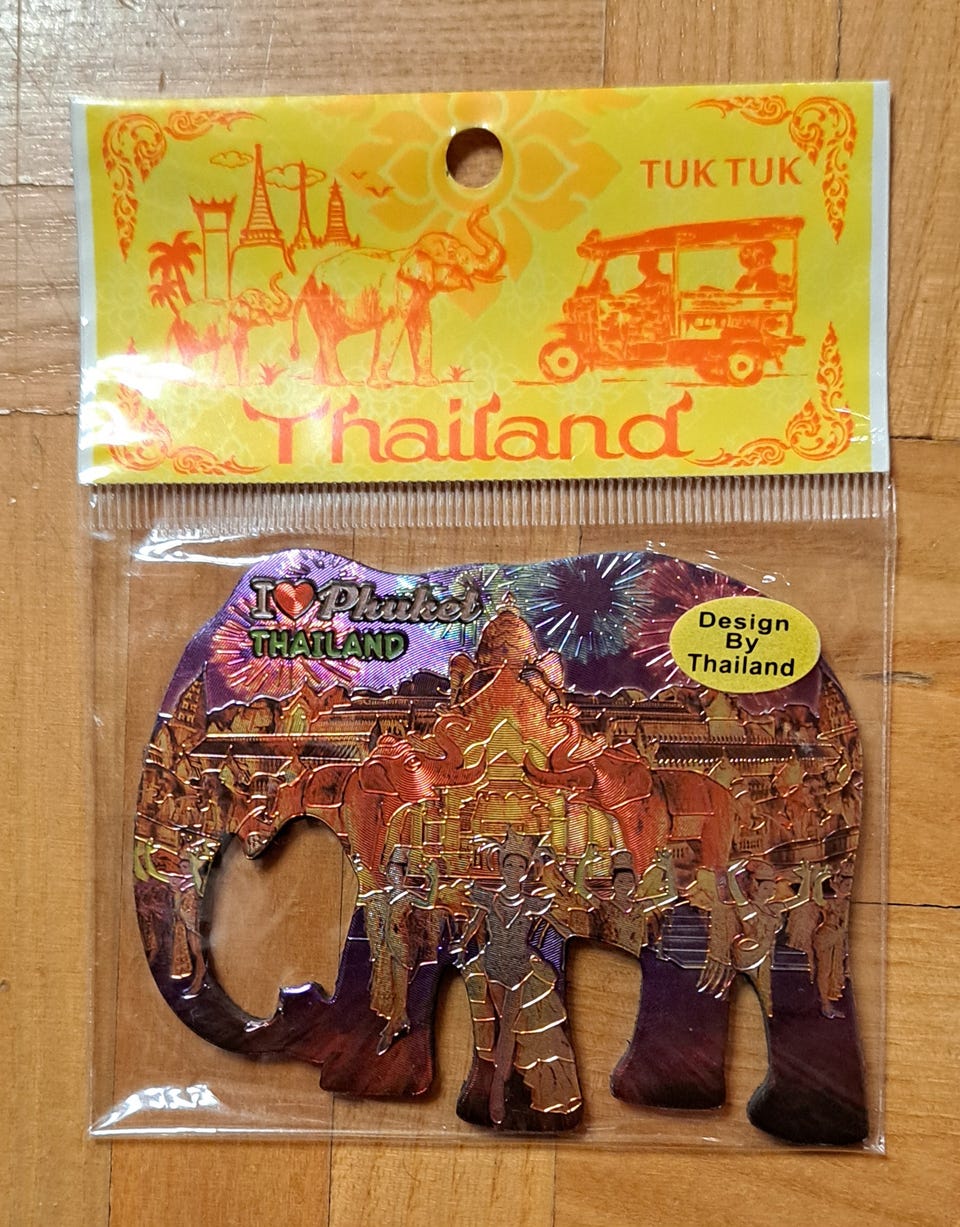 TUK TUK
Thailand
I ❤ Phuket
THAILAND
Design
By
Thailand